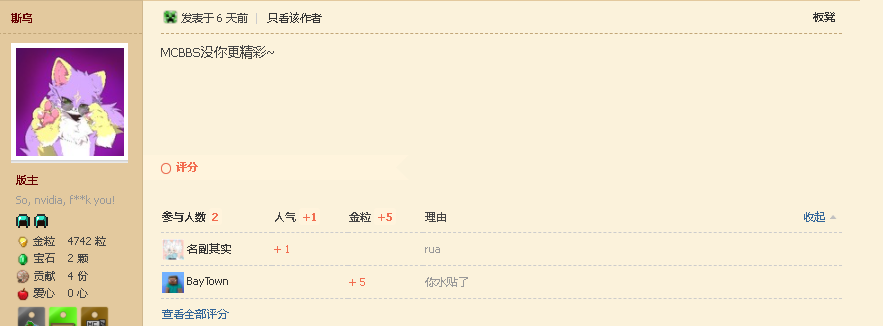 斯乌
发表于 6 天前 | 只看该作者
板凳
MCBBS没你更精彩~
版主
So, nvidia, f**k you!
金粒 4742 粒
宝石 2 颗
贡献 4 份
爱心 0 心
评分
参与人数 2 人气 +1 金粒 +5 理由 收起
名副其实 + 1 rua
BayTown + 5 你水贴了
查看全部评分